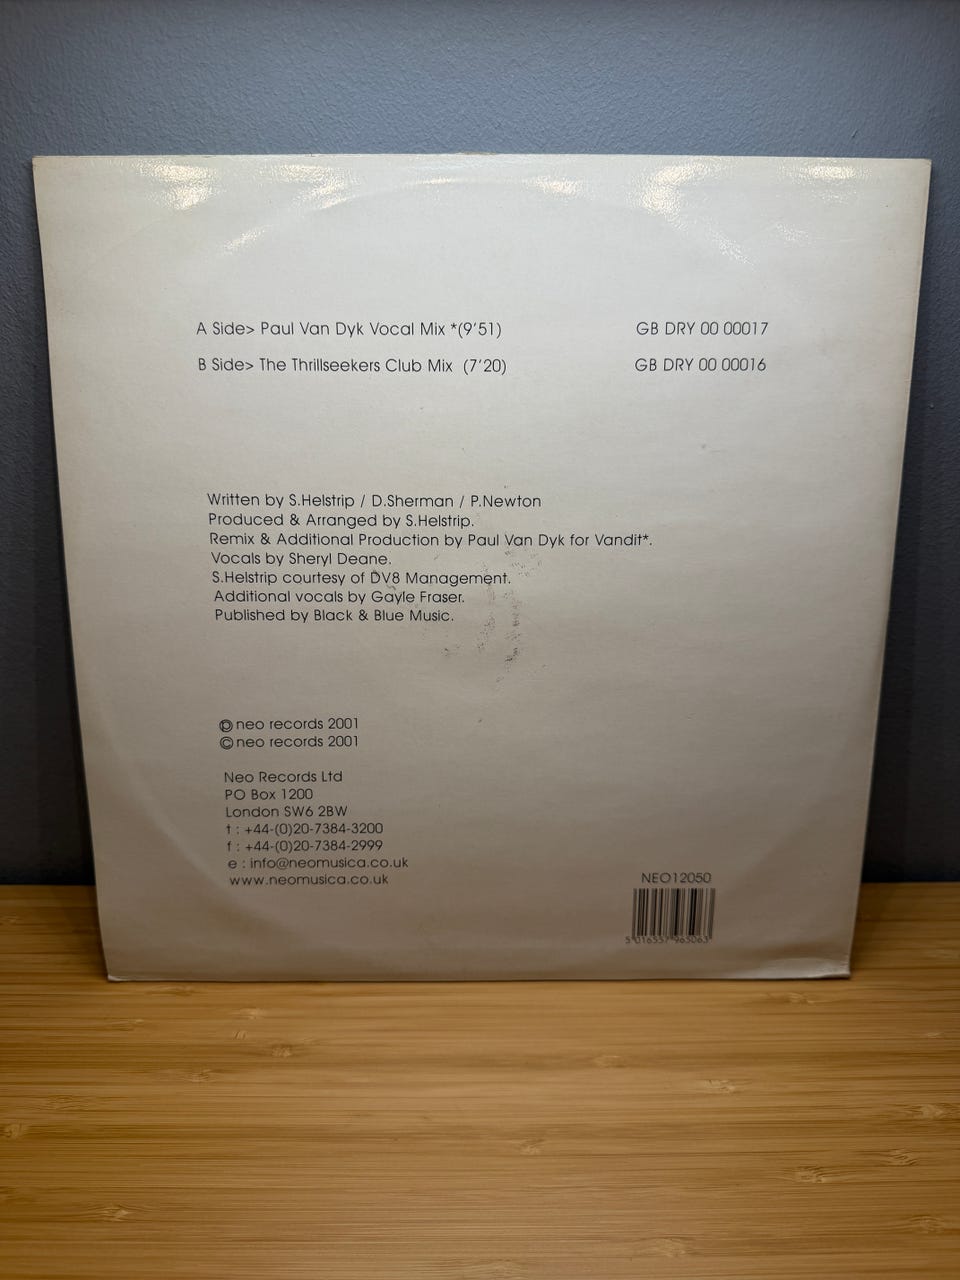 A Side> Paul Van Dyk Vocal Mix *(9'51) GB DRY 00 00017
B Side> The Thrillseekers Club Mix (7'20) GB DRY 00 00016
Written by S.Helstrip / D.Sherman / P.Newton
Produced & Arranged by S.Helstrip.
Remix & Additional Production by Paul Van Dyk for Vandit*.
Vocals by Sheryl Deane.
S.Helstrip courtesy of DV8 Management.
Additional vocals by Gayle Fraser.
Published by Black & Blue Music.
℗ neo records 2001
© neo records 2001
Neo Records Ltd
PO Box 1200
London SW6 2BW
t : +44-(0)20-7384-3200
f : +44-(0)20-7384-2999
e : info@neomusica.co.uk
www.neomusica.co.uk
NEO12050
5 016557 965063